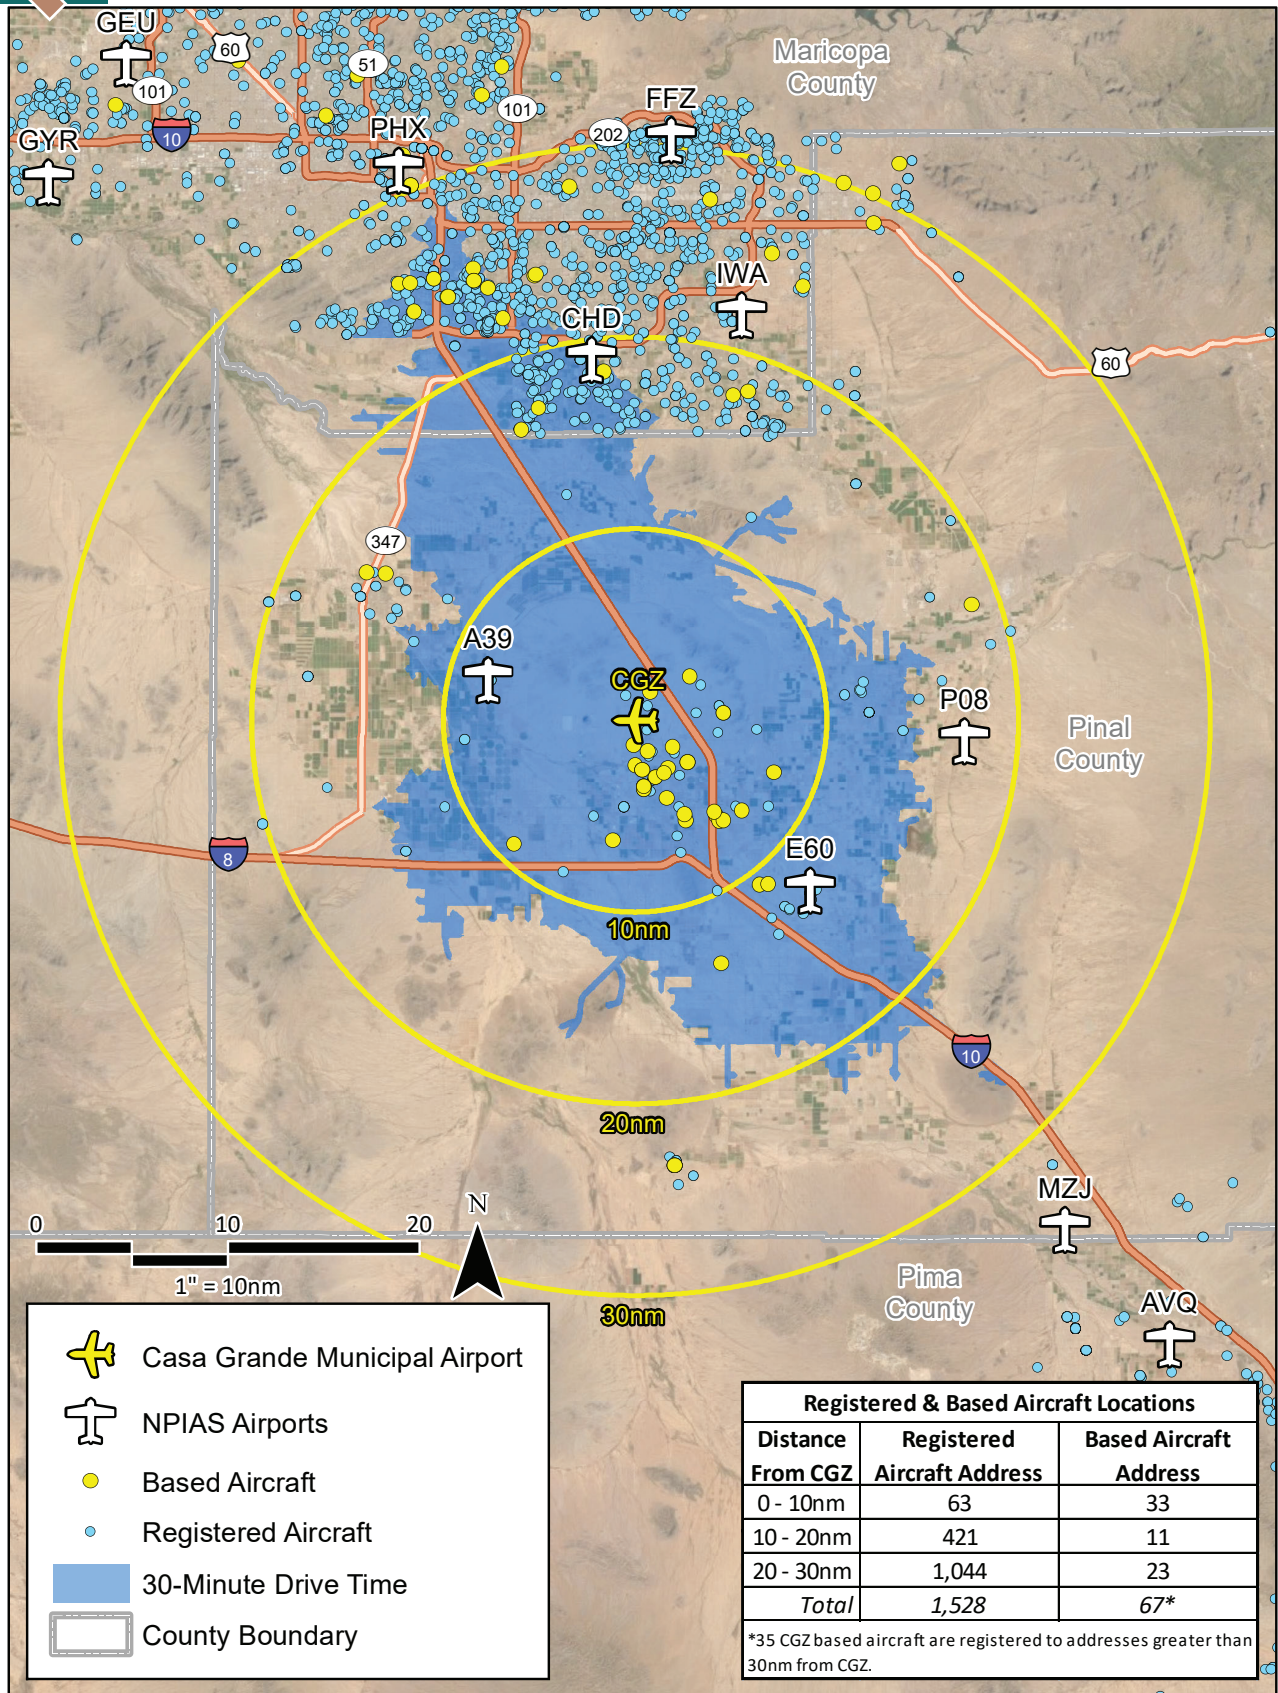 GEU
60
51
Maricopa
County
101
FFZ
101
GYR
10
PHX
202
IWA
CHD
60
347
A39
CGZ
P08
Pinal
County
8
E60
10nm
10
20nm
MZJ
N
0 10 20
1" = 10nm
Pima
County
30nm
AVQ
Casa Grande Municipal Airport
NPIAS Airports
Based Aircraft
Registered Aircraft
30-Minute Drive Time
County Boundary
Registered & Based Aircraft Locations
Distance Registered Based Aircraft
From CGZ Aircraft Address Address
0 - 10nm 63 33
10 - 20nm 421 11
20 - 30nm 1,044 23
Total 1,528 67*
*35 CGZ based aircraft are registered to addresses greater than
30nm from CGZ.